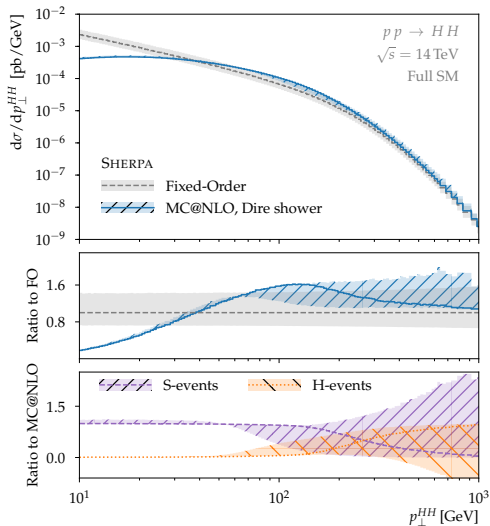 10⁻²
10⁻³
10⁻⁴
10⁻⁵
10⁻⁶
10⁻⁷
10⁻⁸
10⁻⁹
dσ/dp⊥^HH [pb/GeV]
p p → H H
√s = 14 TeV
Full SM
SHERPA
Fixed-Order
MC@NLO, Dire shower
1.6
0.8
Ratio to FO
S-events
H-events
1.5
0.0
Ratio to MC@NLO
10¹
10²
10³
p⊥^HH [GeV]